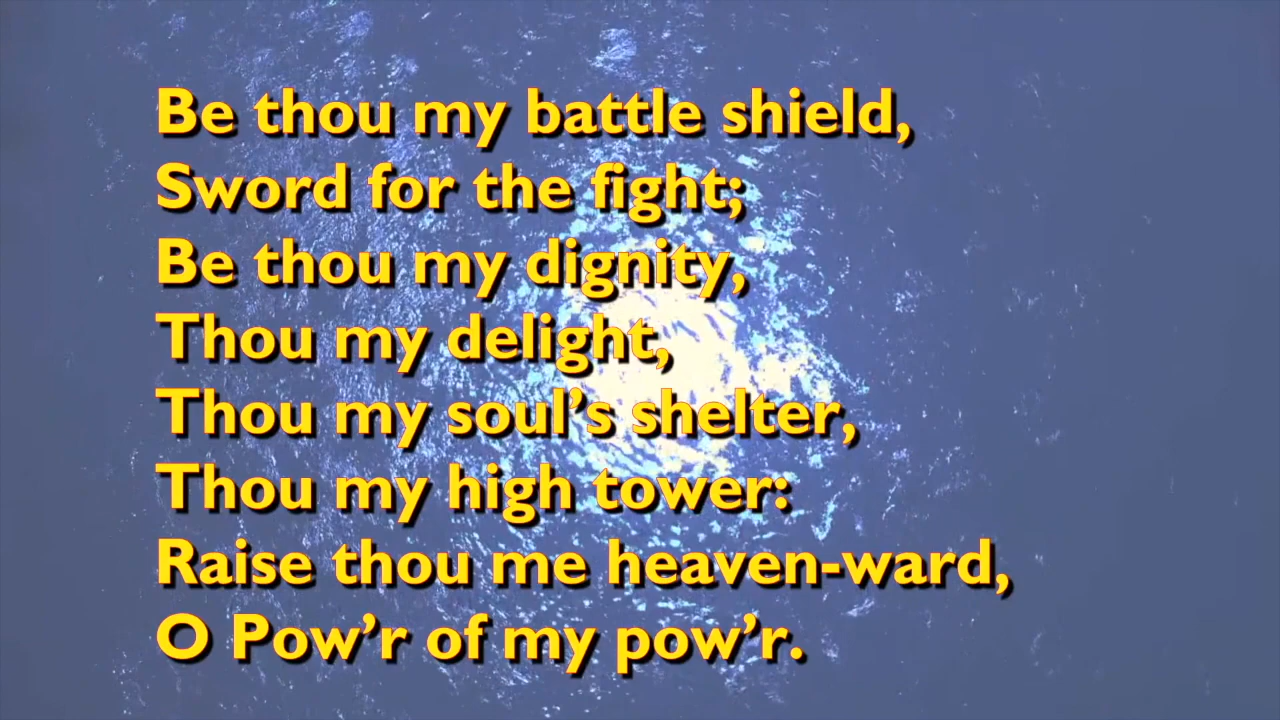 Be thou my battle shield,
Sword for the fight;
Be thou my dignity,
Thou my delight,
Thou my soul’s shelter,
Thou my high tower:
Raise thou me heaven-ward,
O Pow’r of my pow’r.